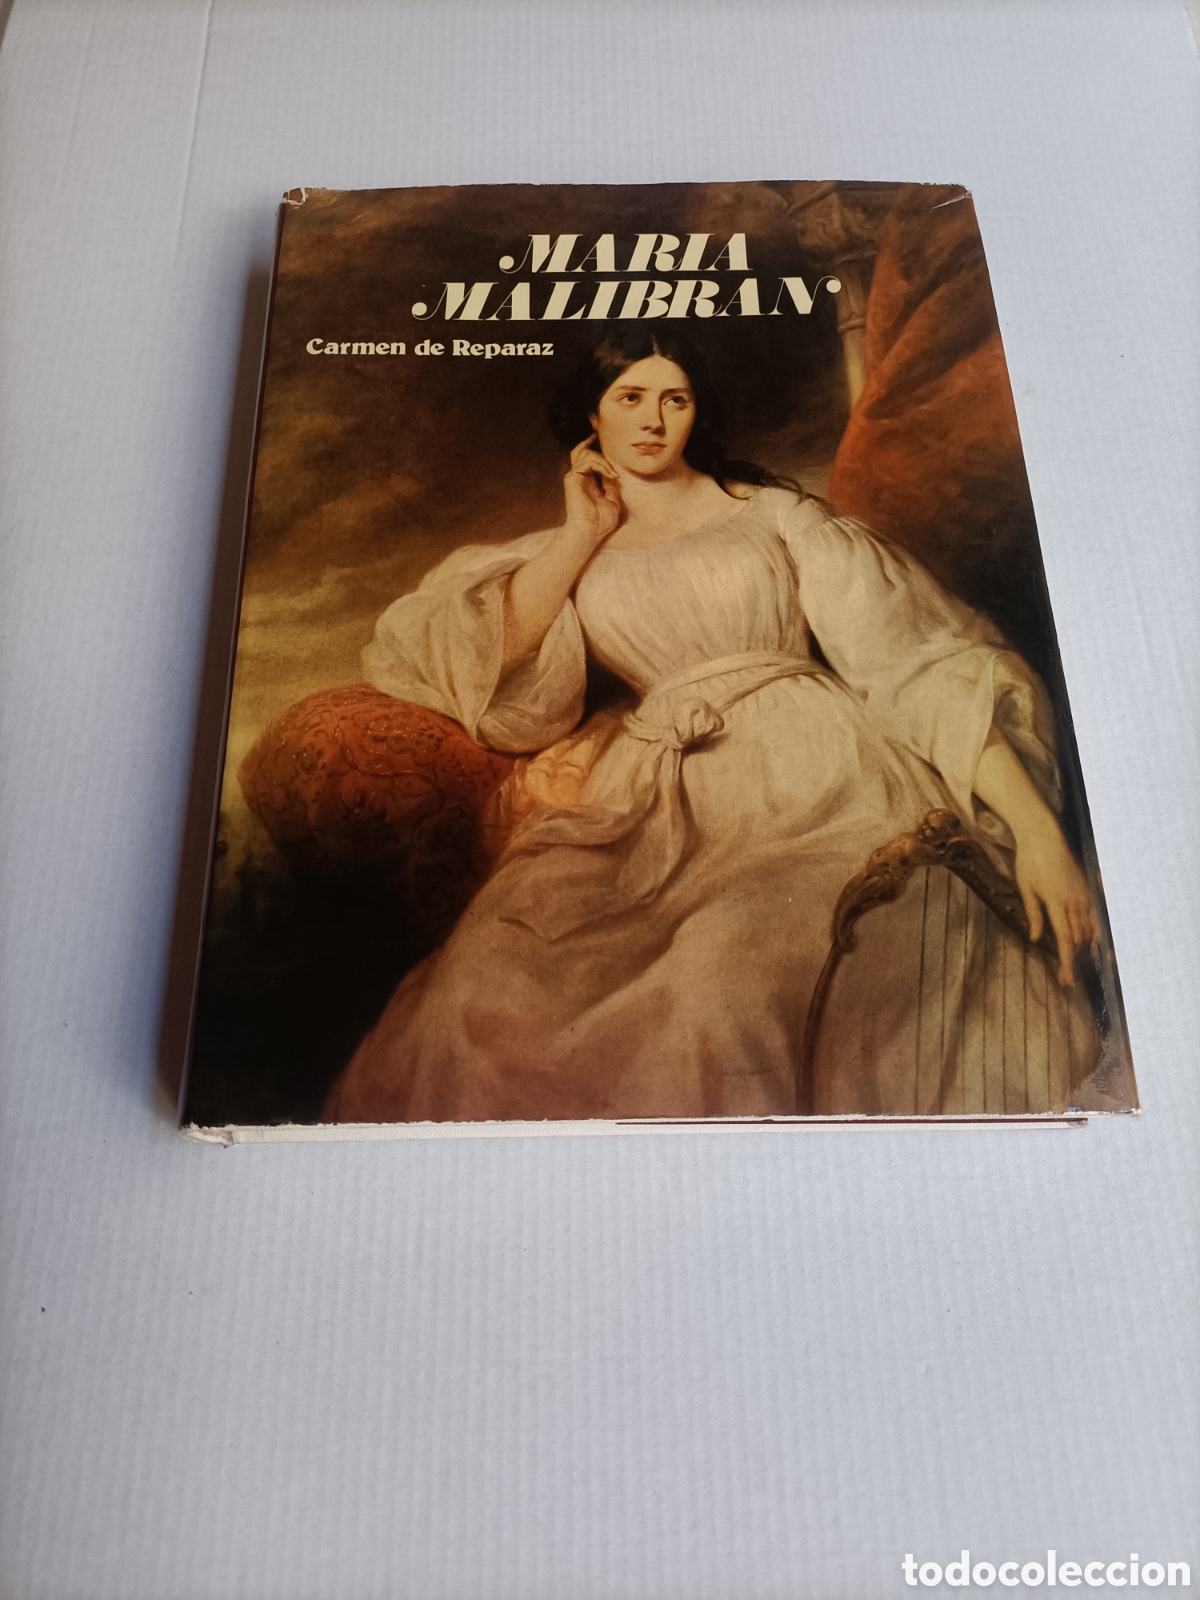 MARIA
MALIBRAN
Carmen de Reparaz
todocoleccion